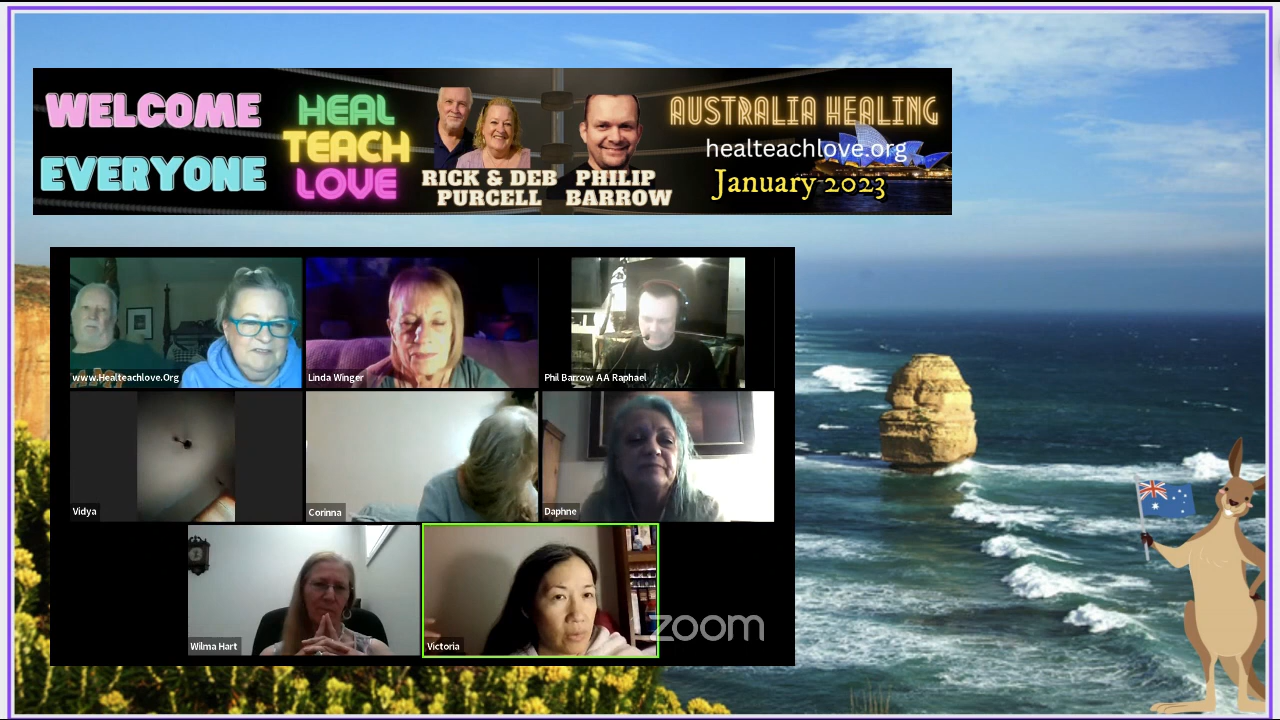 WELCOME
EVERYONE
HEAL
TEACH
LOVE
RICK & DEB
PURCELL
PHILIP
BARROW
AUSTRALIA HEALING
healteachlove.org
January 2023
www.Healteachlove.Org
Linda Winger
Phil Barrow A A Raphael
Vidya
Corinna
Daphne
Wilma Hart
Victoria
zoom